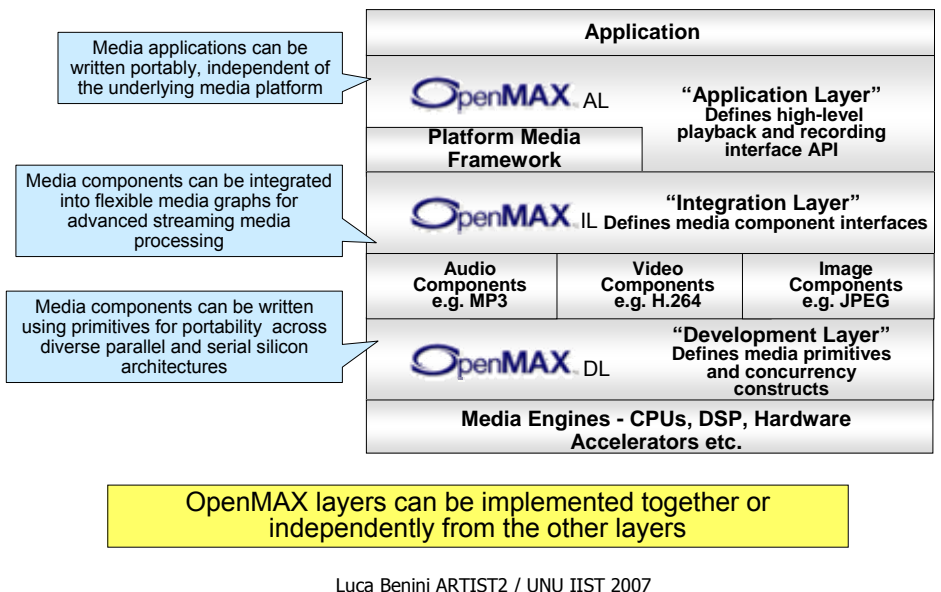 Application
Media applications can be
written portably, independent of
the underlying media platform
OpenMAX AL
“Application Layer”
Defines high-level
playback and recording
interface API
Platform Media
Framework
Media components can be integrated
into flexible media graphs for
advanced streaming media
processing
OpenMAX IL
“Integration Layer”
Defines media component interfaces
Audio
Components
e.g. MP3
Video
Components
e.g. H.264
Image
Components
e.g. JPEG
Media components can be written
using primitives for portability across
diverse parallel and serial silicon
architectures
OpenMAX DL
“Development Layer”
Defines media primitives
and concurrency
constructs
Media Engines - CPUs, DSP, Hardware
Accelerators etc.
OpenMAX layers can be implemented together or
independently from the other layers
Luca Benini ARTIST2 / UNU IIST 2007